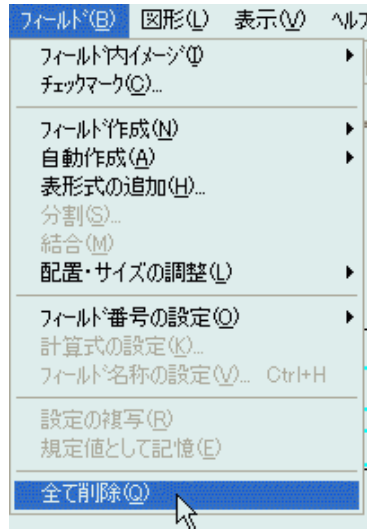 フィールド(B) 図形(L) 表示(V) ヘル
フィールド内イメージ(I)
チェックマーク(C)...
フィールド作成(N)
自動作成(A)
表形式の追加(H)...
分割(S)...
結合(M)
配置・サイズの調整(L)
フィールド番号の設定(O)
計算式の設定(K)...
フィールド名称の設定(V)... Ctrl+H
設定の複写(R)
規定値として記憶(E)
全て削除(Q)